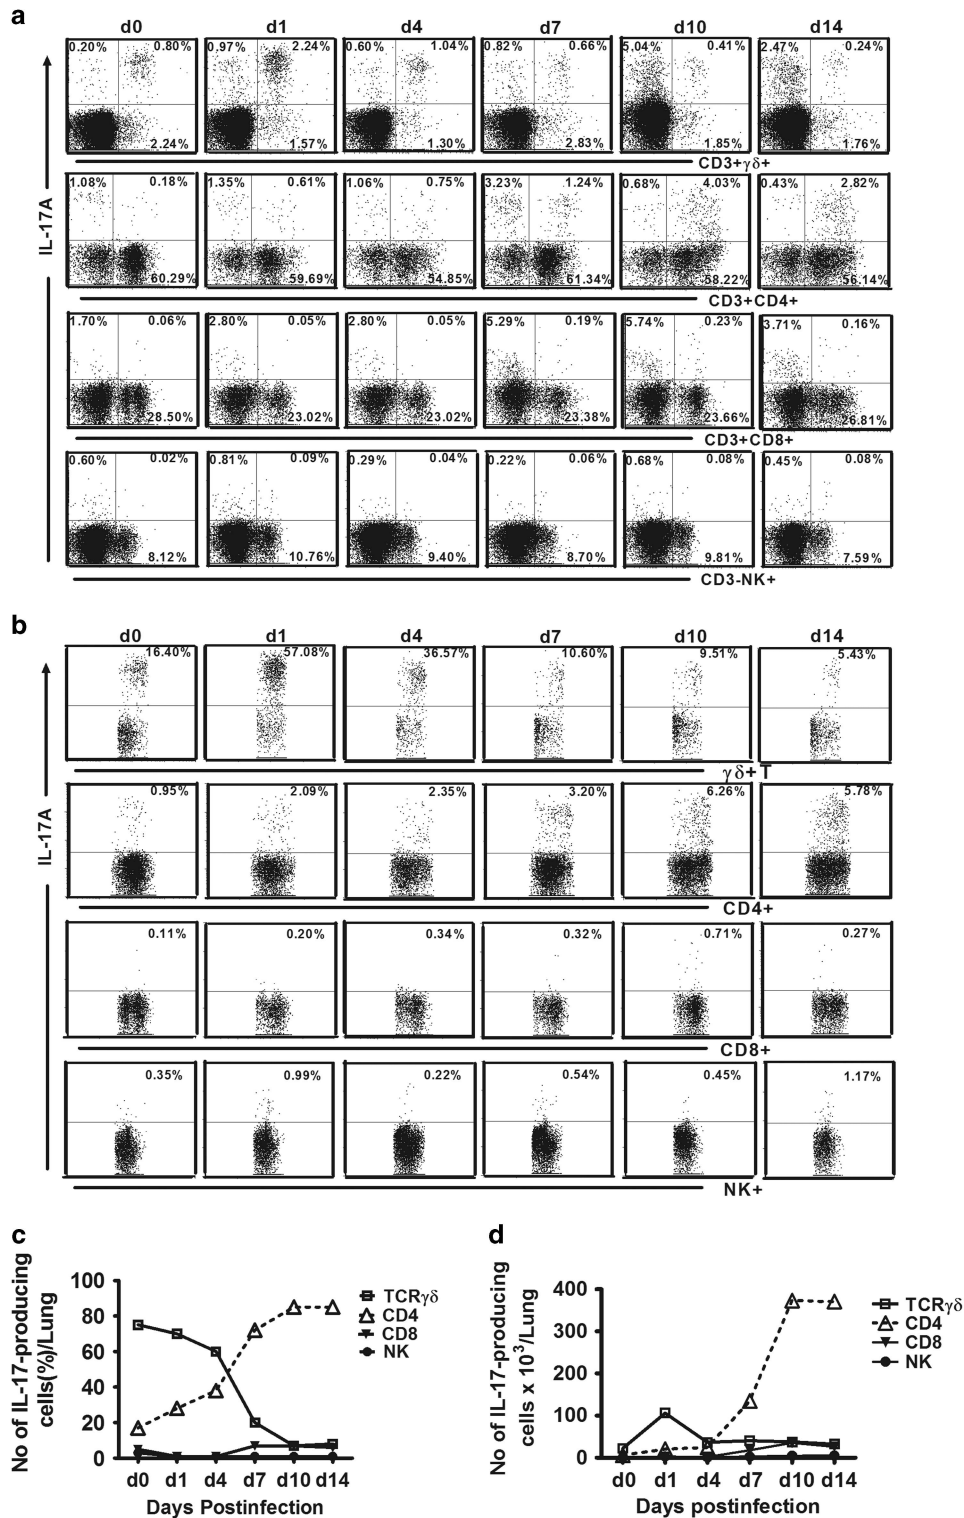 a
d0 d1 d4 d7 d10 d14
0.20% 0.80% 0.97% 2.24% 0.60% 1.04% 0.82% 0.66% 5.04% 0.41% 2.47% 0.24%
2.24% 1.57% 1.30% 2.83% 1.85% 1.76%
CD3+γδ+
1.08% 0.18% 1.35% 0.61% 1.06% 0.75% 3.23% 1.24% 0.68% 4.03% 0.43% 2.82%
IL-17A
60.29% 59.69% 54.85% 61.34% 58.22% 56.14%
CD3+CD4+
1.70% 0.06% 2.80% 0.05% 2.80% 0.05% 5.29% 0.19% 5.74% 0.23% 3.71% 0.16%
28.50% 23.02% 23.02% 23.38% 23.66% 26.81%
CD3+CD8+
0.60% 0.02% 0.81% 0.09% 0.29% 0.04% 0.22% 0.06% 0.68% 0.08% 0.45% 0.08%
8.12% 10.76% 9.40% 8.70% 9.81% 7.59%
CD3-NK+
b
d0 d1 d4 d7 d10 d14
16.40% 57.08% 36.57% 10.60% 9.51% 5.43%
γδ+T
0.95% 2.09% 2.35% 3.20% 6.26% 5.78%
IL-17A
CD4+
0.11% 0.20% 0.34% 0.32% 0.71% 0.27%
CD8+
0.35% 0.99% 0.22% 0.54% 0.45% 1.17%
NK+
c
No of IL-17-producing
cells(%)/Lung
100
80
60
40
20
0
TCRγδ
CD4
CD8
NK
d0 d1 d4 d7 d10 d14
Days Postinfection
d
No of IL-17-producing
cells x 10³/Lung
400
300
200
100
0
TCRγδ
CD4
CD8
NK
d0 d1 d4 d7 d10 d14
Days postinfection